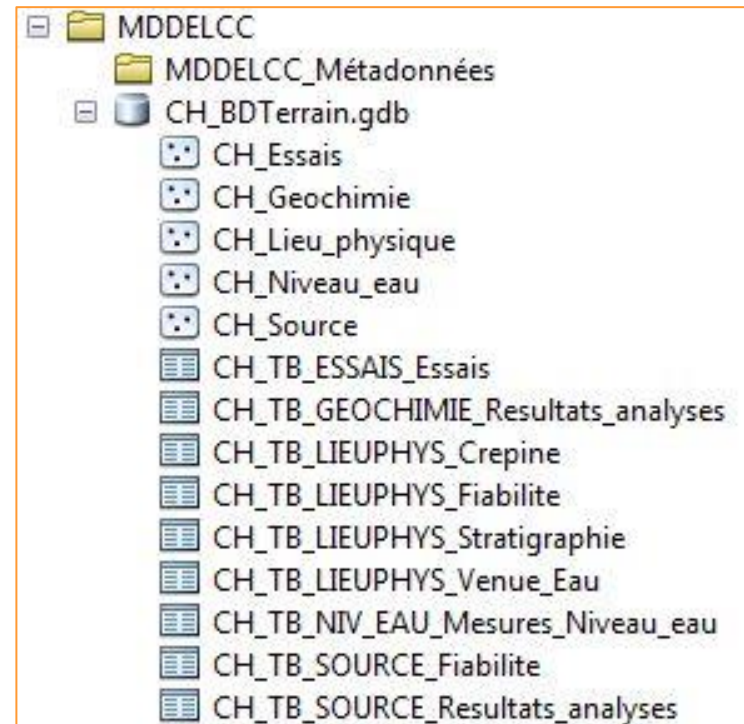 MDDELCC
MDDELCC_Métadonnées
CH_BDTerrain.gdb
CH_Essais
CH_Geochimie
CH_Lieu_physique
CH_Niveau_eau
CH_Source
CH_TB_ESSAIS_Essais
CH_TB_GEOCHIMIE_Resultats_analyses
CH_TB_LIEUPHYS_Crepine
CH_TB_LIEUPHYS_Fiabilite
CH_TB_LIEUPHYS_Stratigraphie
CH_TB_LIEUPHYS_Venue_Eau
CH_TB_NIV_EAU_Mesures_Niveau_eau
CH_TB_SOURCE_Fiabilite
CH_TB_SOURCE_Resultats_analyses